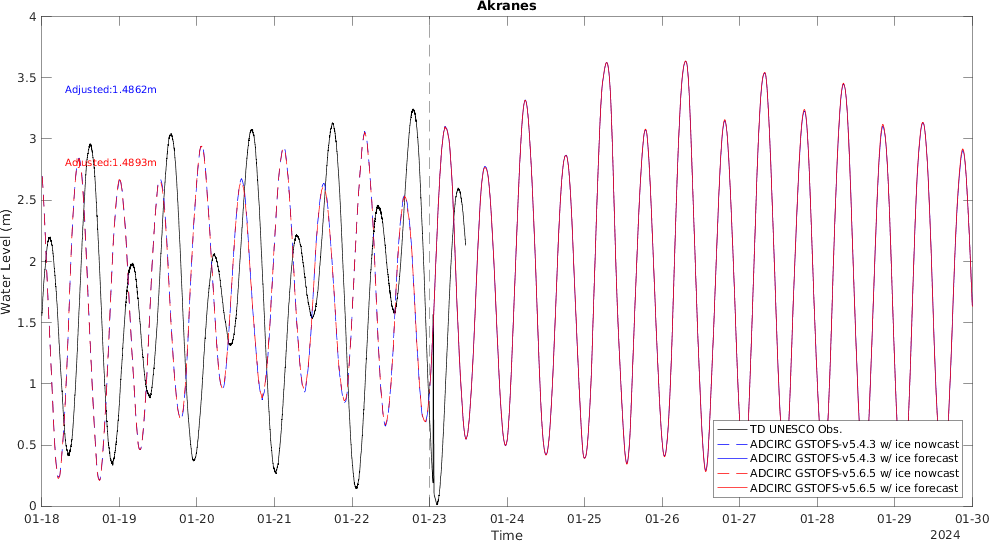 Akranes
4
3.5
3
2.5
2
1.5
1
0.5
0
Water Level (m)
Adjusted:1.4862m
Adjusted:1.4893m
TD UNESCO Obs.
ADCIRC GSTOFS-v5.4.3 w/ ice nowcast
ADCIRC GSTOFS-v5.4.3 w/ ice forecast
ADCIRC GSTOFS-v5.6.5 w/ ice nowcast
ADCIRC GSTOFS-v5.6.5 w/ ice forecast
01-18 01-19 01-20 01-21 01-22 01-23 01-24 01-25 01-26 01-27 01-28 01-29 01-30
Time
2024